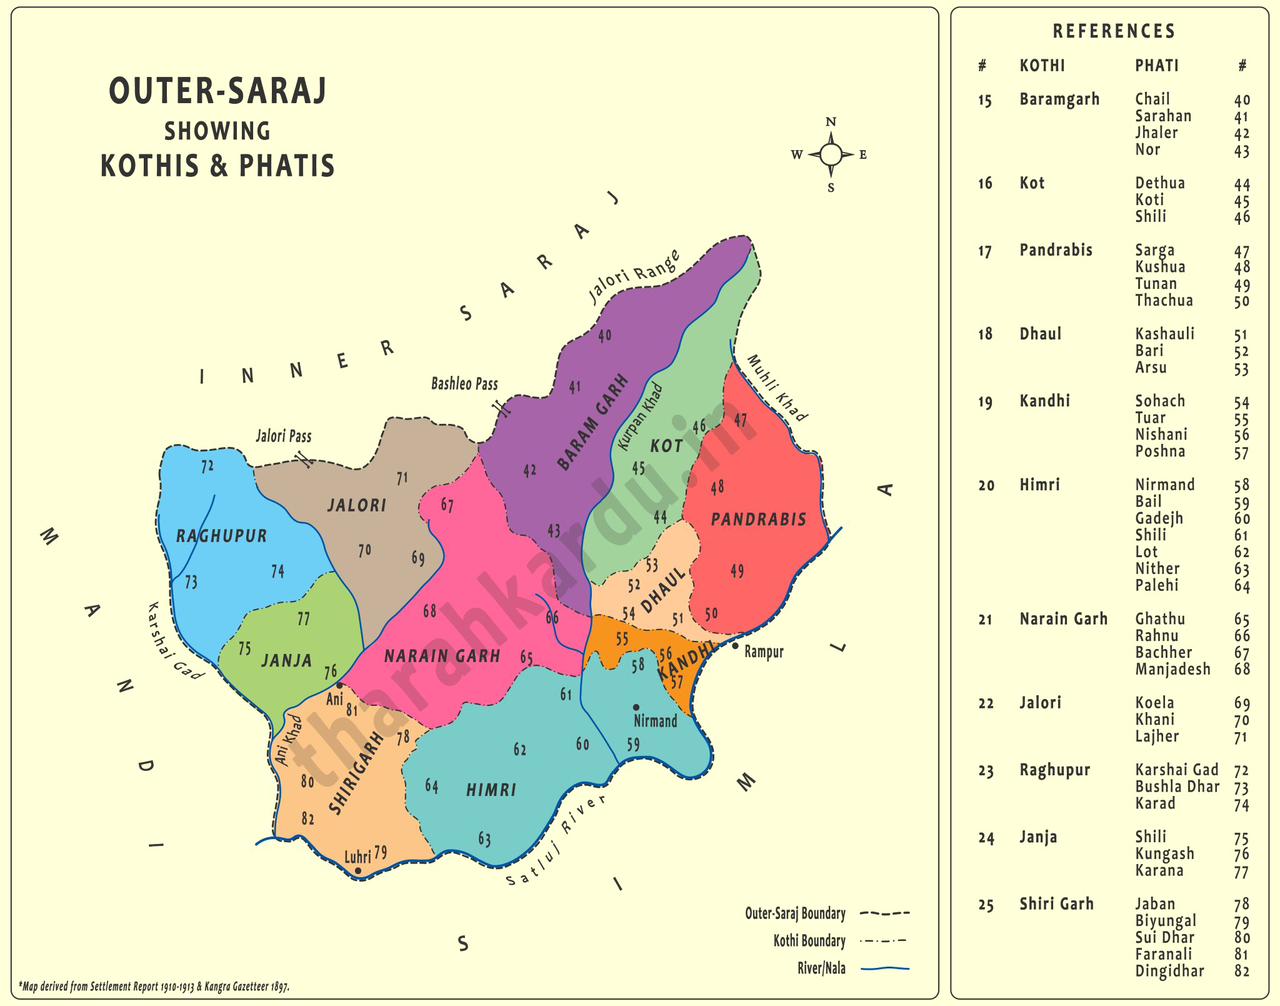 OUTER-SARAJ
SHOWING
KOTHIS & PHATIS
N
W E
S
INNER SARAJ
MANDI
SIMLA
Jalori Range
Bashleo Pass
Jalori Pass
Muhli Khad
Kurpan Khad
Karshai Gad
Ani Khad
Satluj River
40
41
BARAM GARH
42
43
KOT
46
45
44
47
48
PANDRABIS
49
50
53
52
DHAUL
54
51
55
56
KANDHI
57
58
Rampur
Nirmand
59
60
61
62
HIMRI
64
63
72
RAGHUPUR
73
74
71
JALORI
70
69
67
68
66
NARAIN GARH
65
77
75
JANJA
76
Ani
81
78
SHIRIGARH
80
82
Luhri 79
tharahkardu.in
Outer-Saraj Boundary
Kothi Boundary
River/Nala
*Map derived from Settlement Report 1910-1913 & Kangra Gazetteer 1897.
REFERENCES
# KOTHI PHATI #
15 Baramgarh Chail 40
Sarahan 41
Jhaler 42
Nor 43
16 Kot Dethua 44
Koti 45
Shili 46
17 Pandrabis Sarga 47
Kushua 48
Tunan 49
Thachua 50
18 Dhaul Kashauli 51
Bari 52
Arsu 53
19 Kandhi Sohach 54
Tuar 55
Nishani 56
Poshna 57
20 Himri Nirmand 58
Bail 59
Gadejh 60
Shili 61
Lot 62
Nither 63
Palehi 64
21 Narain Garh Ghathu 65
Rahnu 66
Bachher 67
Manjadesh 68
22 Jalori Koela 69
Khani 70
Lajher 71
23 Raghupur Karshai Gad 72
Bushla Dhar 73
Karad 74
24 Janja Shili 75
Kungash 76
Karana 77
25 Shiri Garh Jaban 78
Biyungal 79
Sui Dhar 80
Faranali 81
Dingidhar 82